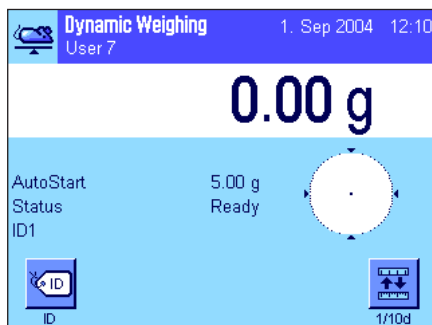 Dynamic Weighing 1. Sep 2004 12:10
User 7
0.00 g
AutoStart 5.00 g
Status Ready
ID1
ID
ID 1/10d